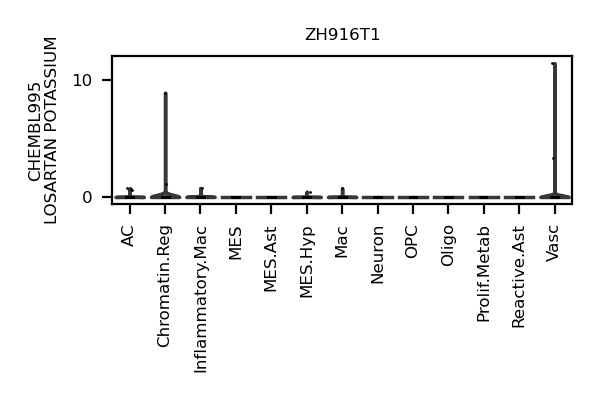 ZH916T1
CHEMBL995
LOSARTAN POTASSIUM
10
0
AC
Chromatin.Reg
Inflammatory.Mac
MES
MES.Ast
MES.Hyp
Mac
Neuron
OPC
Oligo
Prolif.Metab
Reactive.Ast
Vasc